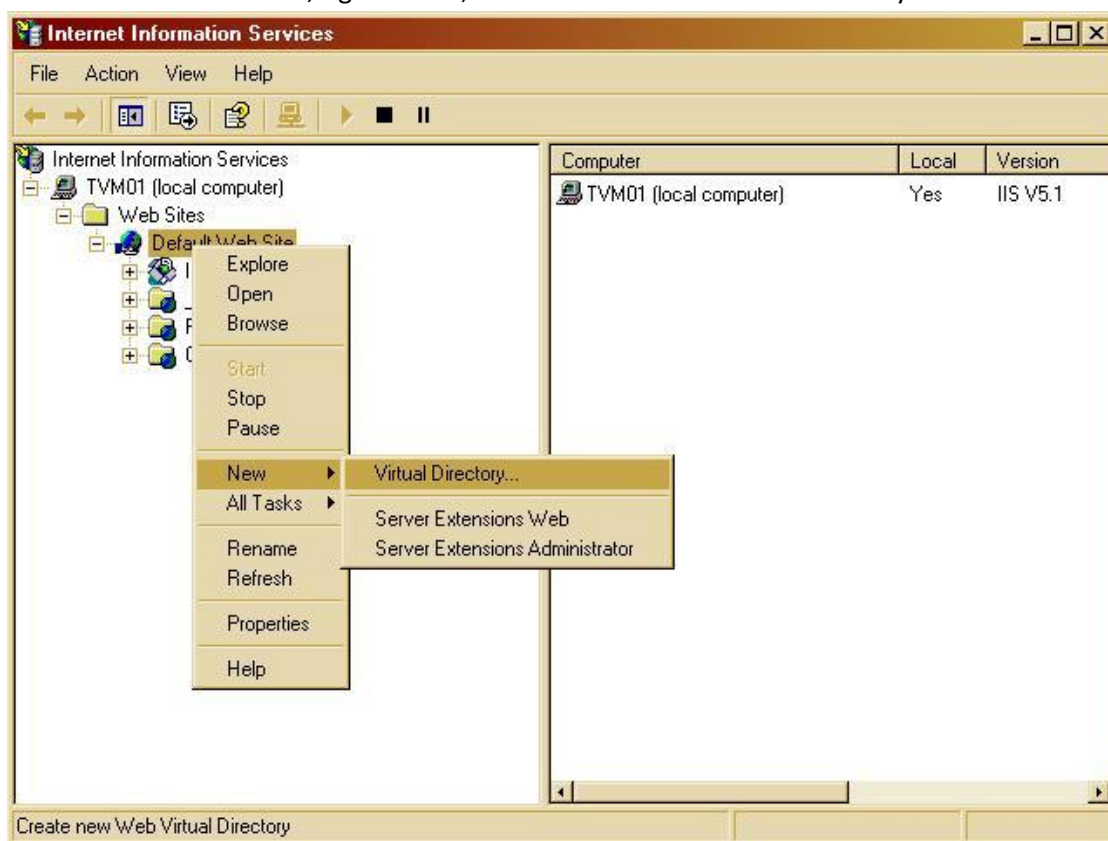 Internet Information Services
File Action View Help
Internet Information Services
TVM01 (local computer)
Web Sites
Default Web Site
Explore
Open
Browse
Start
Stop
Pause
New
All Tasks
Rename
Refresh
Properties
Help
Virtual Directory...
Server Extensions Web
Server Extensions Administrator
Computer Local Version
TVM01 (local computer) Yes IIS V5.1
Create new Web Virtual Directory